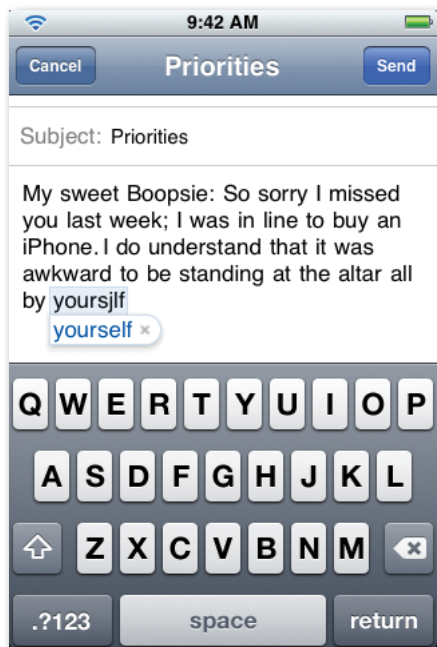 9:42 AM
Cancel Priorities Send
Subject: Priorities
My sweet Boopsie: So sorry I missed
you last week; I was in line to buy an
iPhone. I do understand that it was
awkward to be standing at the altar all
by yoursjlf
yourself ×
Q W E R T Y U I O P
A S D F G H J K L
Z X C V B N M
.?123 space return